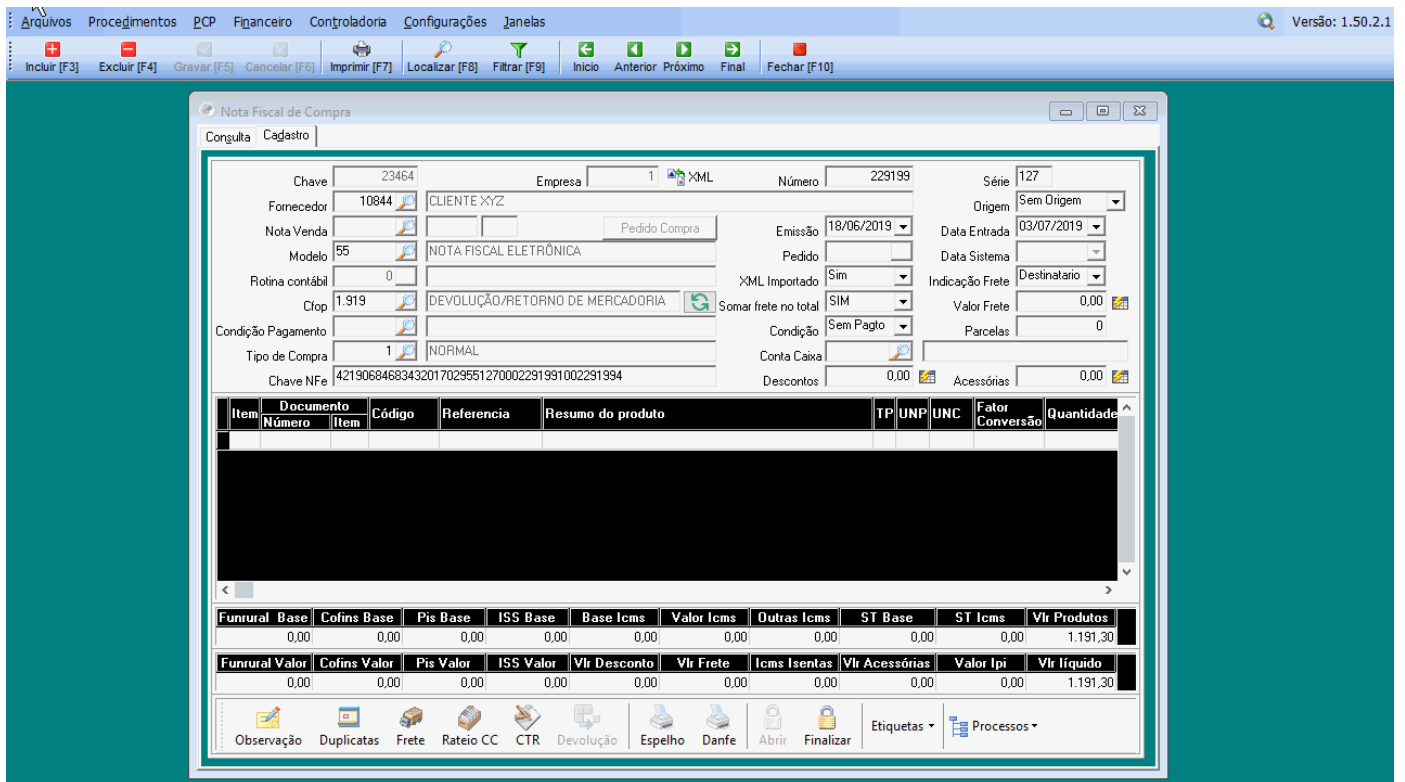 Arquivos Procedimentos PCP Financeiro Controladoria Configurações Janelas Versão: 1.50.2.1
Incluir [F3] Excluir [F4] Gravar [F5] Cancelar [F6] Imprimir [F7] Localizar [F8] Filtrar [F9] Inicio Anterior Próximo Final Fechar [F10]
Nota Fiscal de Compra
Consulta Cadastro
Chave 23464 Empresa 1 XML Número 229199 Série 127
Fornecedor 10844 CLIENTE XYZ Origem Sem Origem
Nota Venda Pedido Compra Emissão 18/06/2019 Data Entrada 03/07/2019
Modelo 55 NOTA FISCAL ELETRÔNICA Pedido Data Sistema
Rotina contábil 0 XML Importado Sim Indicação Frete Destinatario
Cfop 1.919 DEVOLUÇÃO/RETORNO DE MERCADORIA Somar frete no total SIM Valor Frete 0,00
Condição Pagamento Condição Sem Pagto Parcelas 0
Tipo de Compra 1 NORMAL Conta Caixa
Chave NFe 42190684683432017029551270002291991002291994 Descontos 0,00 Acessórias 0,00
Item Documento Código Referencia Resumo do produto TP UNP UNC Fator Quantidade
Número Item Conversão
Funrural Base Cofins Base Pis Base ISS Base Base Icms Valor Icms Outras Icms ST Base ST Icms Vlr Produtos
0,00 0,00 0,00 0,00 0,00 0,00 0,00 0,00 0,00 1.191,30
Funrural Valor Cofins Valor Pis Valor ISS Valor Vlr Desconto Vlr Frete Icms Isentas Vlr Acessórias Valor Ipi Vlr líquido
0,00 0,00 0,00 0,00 0,00 0,00 0,00 0,00 0,00 1.191,30
Observação Duplicatas Frete Rateio CC CTR Devolução Espelho Danfe Abrir Finalizar Etiquetas Processos